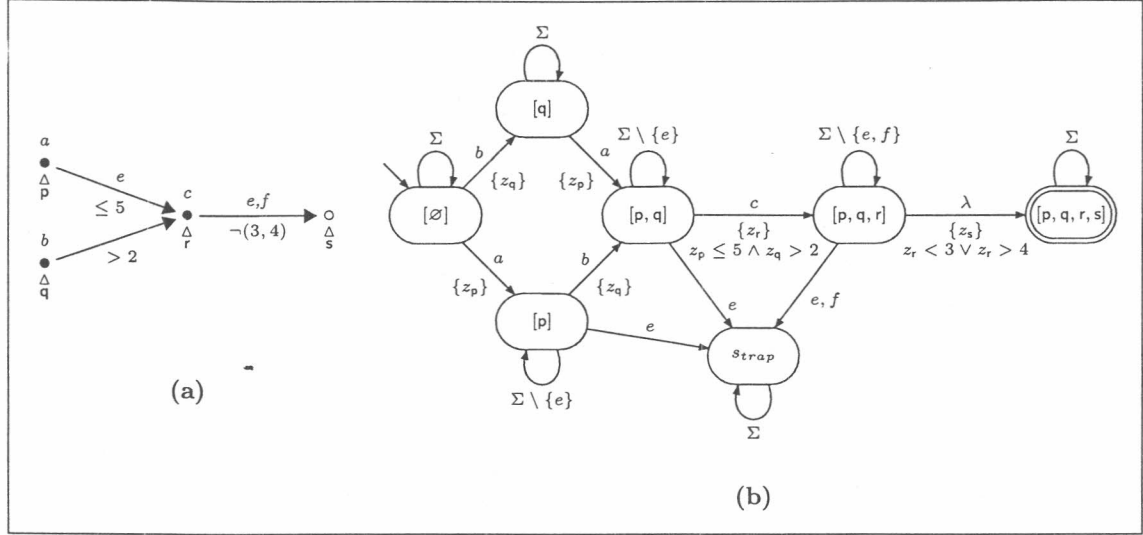 a
Δ
p
e
≤ 5
b
Δ
q
> 2
c
Δ
r
e,f
¬(3, 4)
Δ
s
(a)
Σ
[∅]
b
{z_q}
Σ
[q]
a
{z_p}
a
{z_p}
[p]
Σ \ {e}
b
{z_q}
e
Σ \ {e}
[p, q]
c
{z_r}
z_p ≤ 5 ∧ z_q > 2
e
Σ \ {e, f}
[p, q, r]
e, f
s_trap
Σ
λ
{z_s}
z_r < 3 ∨ z_r > 4
Σ
[p, q, r, s]
(b)